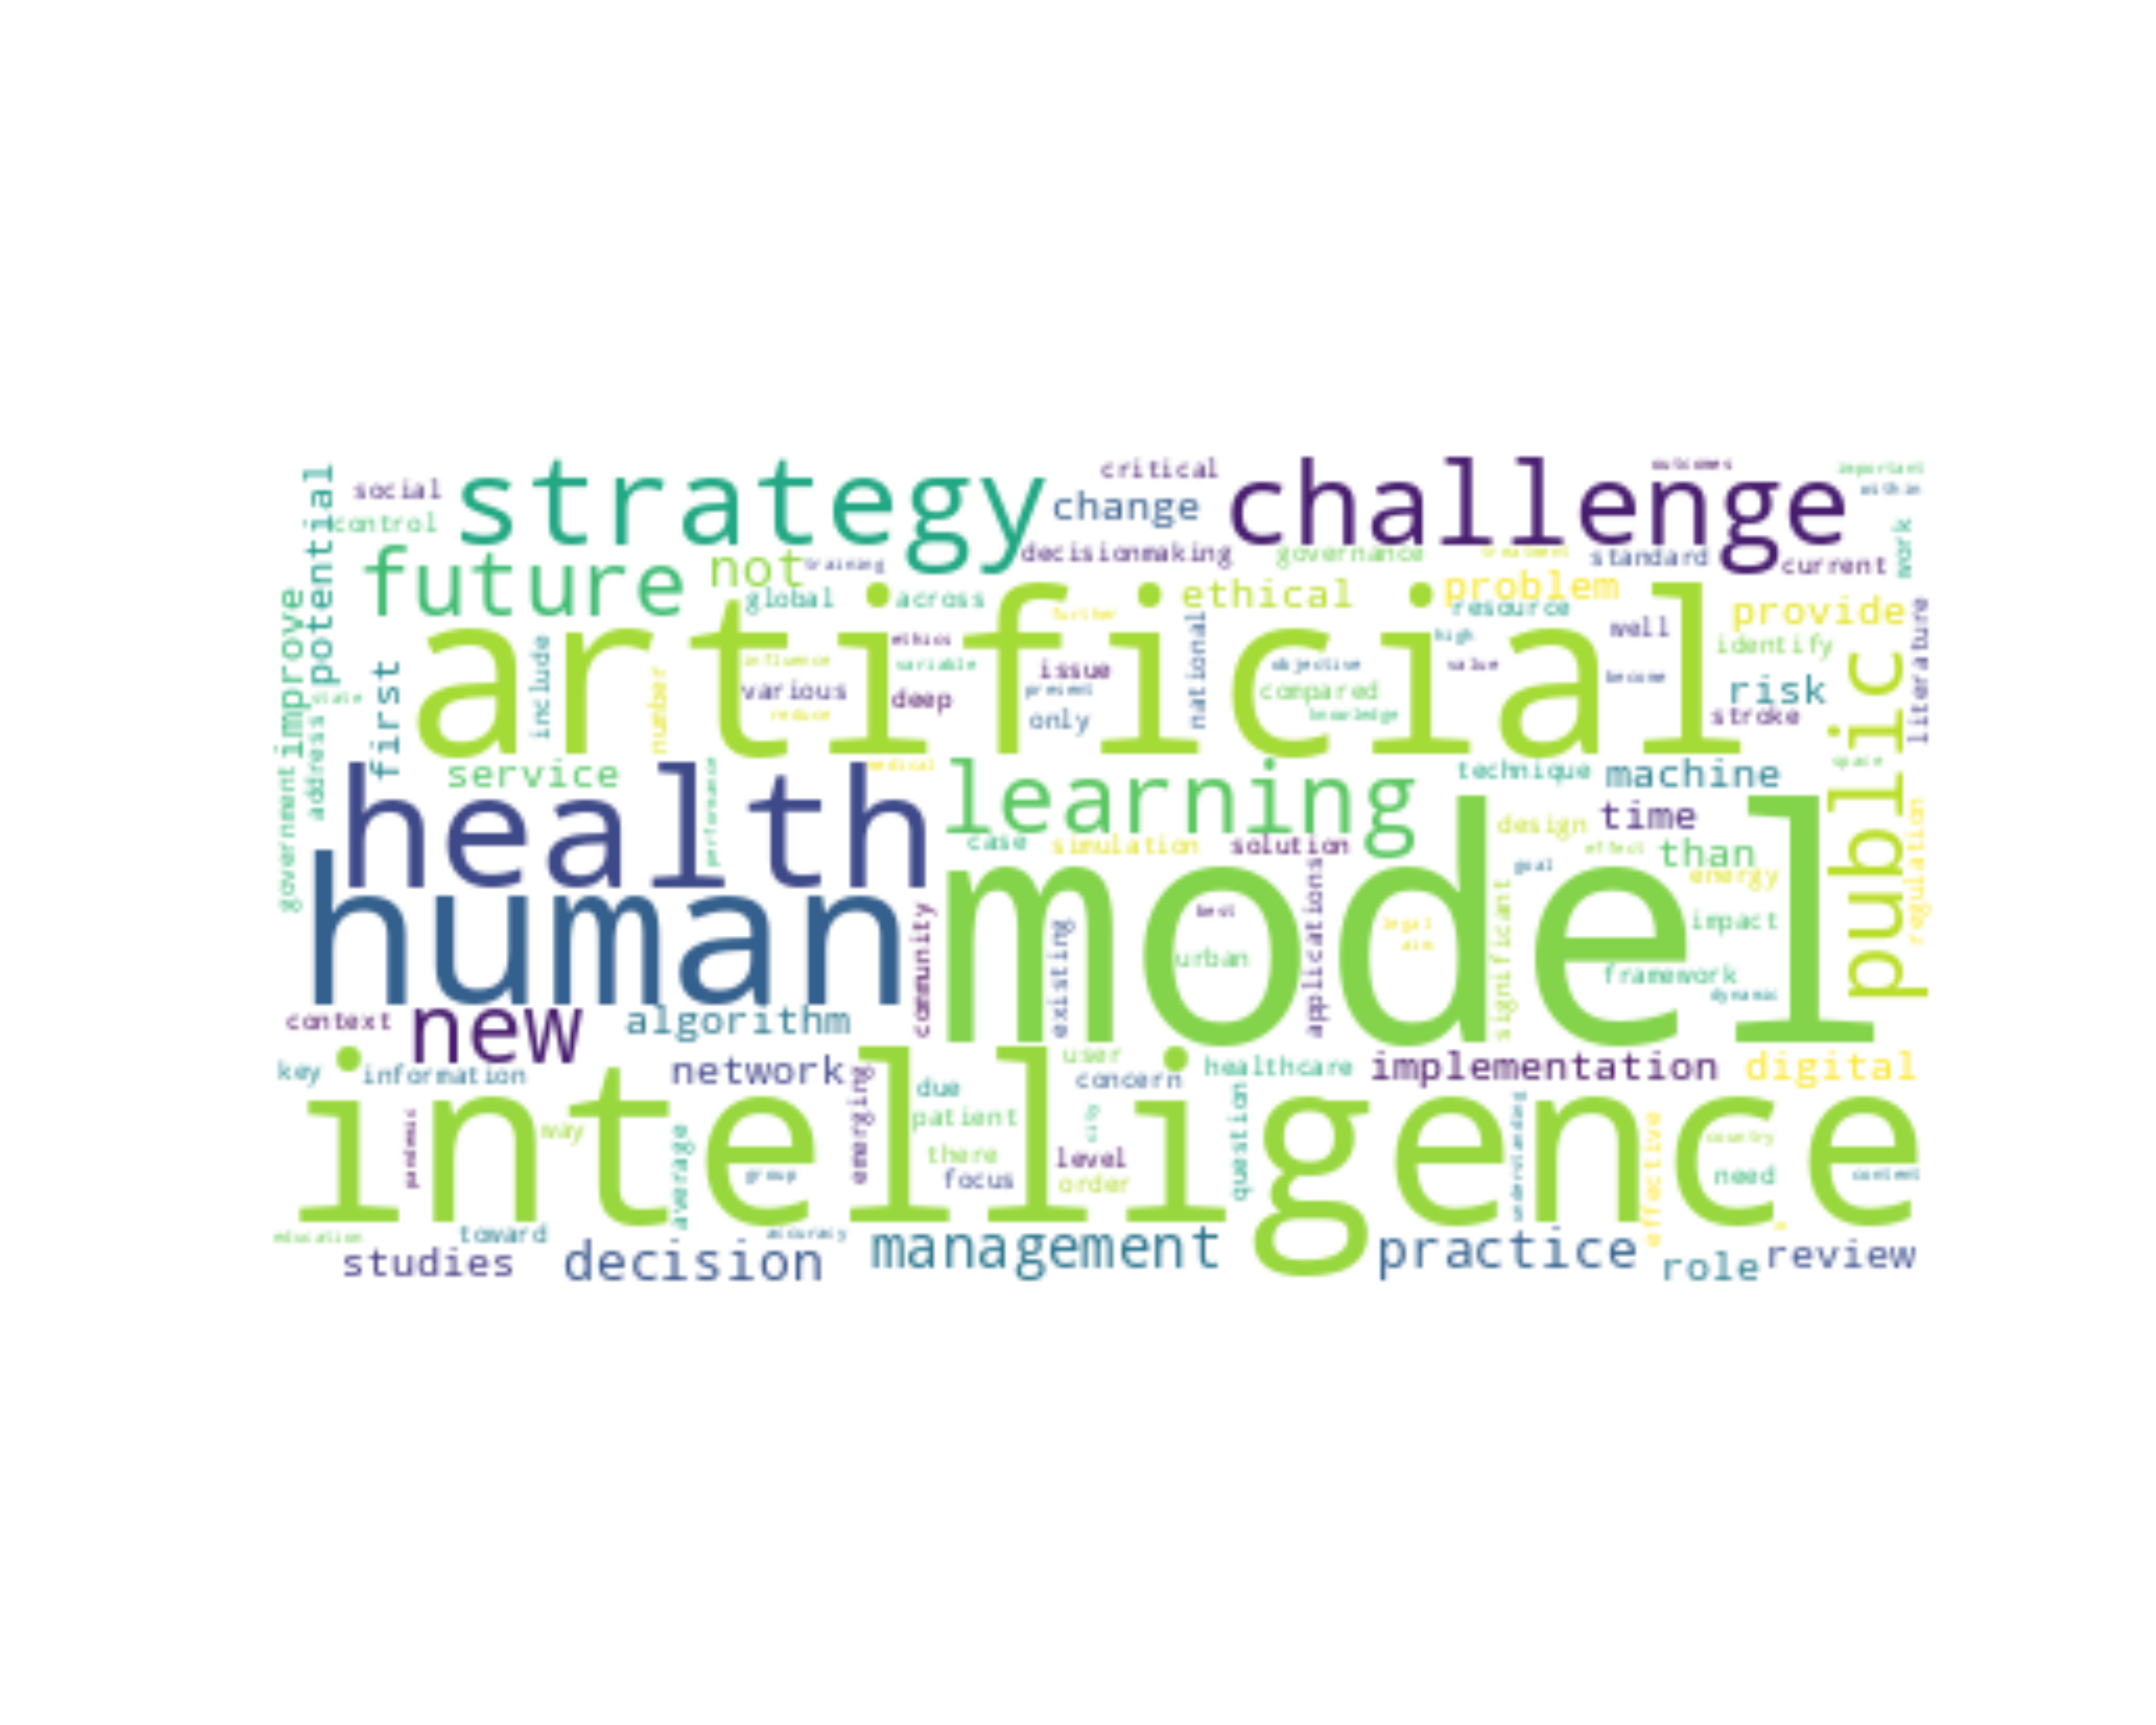 potential
social
control
strategy
critical
change
challenge
outcomes
important
within
work
future
not
training
decisionmaking
governance
treatment
standard
current
global
across
ethical
problem
resource
provide
improve
first
include
artificial
further
ethics
influence
variable
various
reduce
number
deep
issue
present
only
national
objective
compared
knowledge
high
value
well
become
identify
risk
stroke
literature
public
state
address
government
service
performance
medical
health
learning
technique
machine
space
time
case
simulation
solution
design
effect
than
goal
energy
regulation
human
model
community
existing
best
urban
applications
legal
aim
significant
impact
framework
dynamic
context
new
algorithm
key
information
network
emerging
user
concern
healthcare
implementation
digital
intelligence
pandemic
way
average
group
due
patient
there
focus
city
level
order
question
understanding
effective
country
need
content
education
toward
accuracy
studies
decision
management
practice
role
review